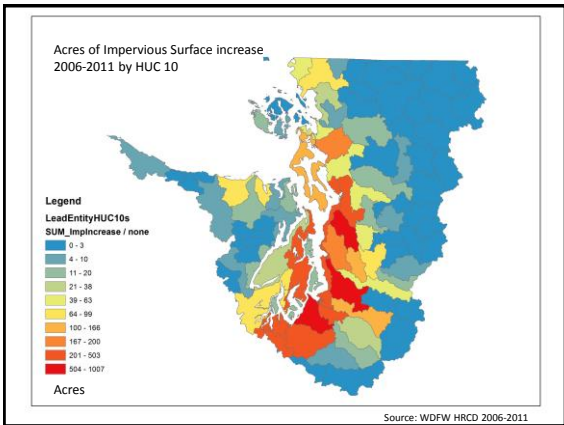 Acres of Impervious Surface increase
2006-2011 by HUC 10
Legend
LeadEntityHUC10s
SUM_ImpIncrease / none
0 - 3
4 - 10
11 - 20
21 - 38
39 - 63
64 - 99
100 - 166
167 - 200
201 - 503
504 - 1007
Acres
Source: WDFW HRCD 2006-2011